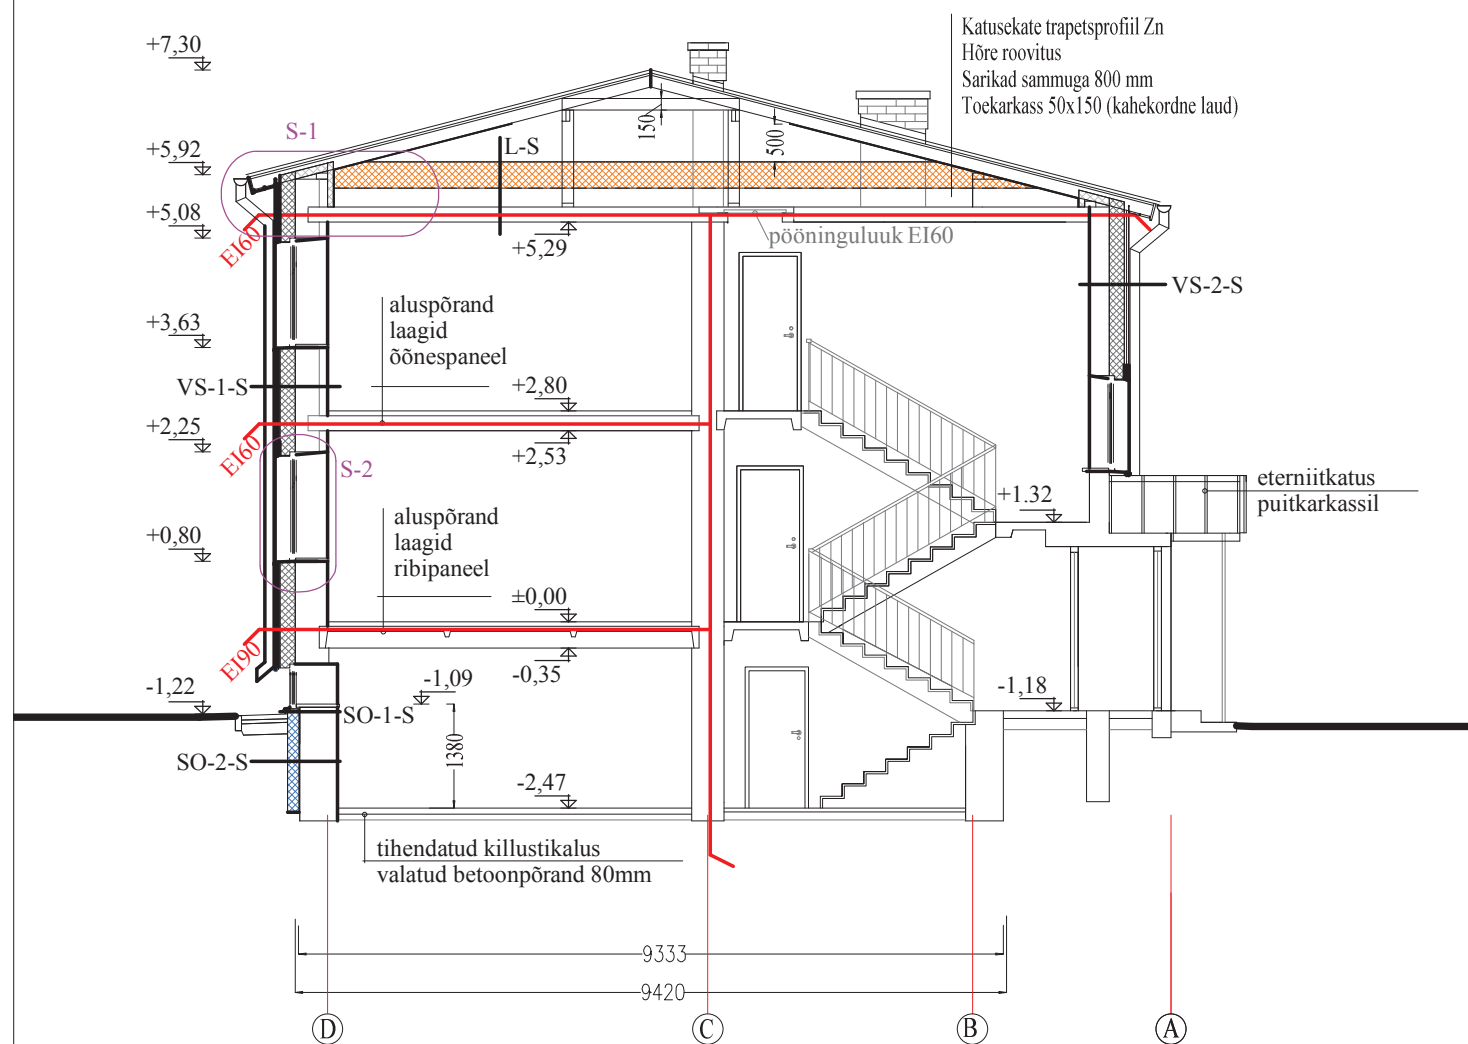 +7,30
Katusekate trapetsprofiil Zn
Hõre roovitus
Sarikad sammuga 800 mm
Toekarkass 50x150 (kahekordne laud)
S-1
150
500
L-S
+5,92
+5,08
EI60
+5,29
pööninguluuk EI60
VS-2-S
aluspõrand
laagid
õõnespaneel
+3,63
VS-1-S
+2,80
+2,25
EI60
+2,53
S-2
eterniitkatus
puitkarkassil
+1.32
aluspõrand
laagid
ribipaneel
+0,80
±0,00
EI90
-0,35
-1,22
-1,09
-1,18
SO-1-S
1380
SO-2-S
-2,47
tihendatud killustikalus
valatud betoonpõrand 80mm
9333
9420
D
C
B
A